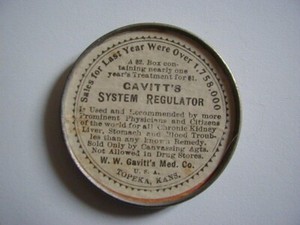 Sales for Last Year Were Over 1,758,000
A $2. Box con-
taining nearly one
year's Treatment for $1.
GAVITT'S
SYSTEM REGULATOR
Is Used and Recommended by more
Prominent Physicians and Citizens
of the world for all Chronic Kidney
Liver, Stomach and Blood Troub-
les than any known Remedy.
Sold Only by Canvassing Agts.
Not Allowed in Drug Stores.
W. W. Gavitt's Med. Co.
U. S. A.
TOPEKA, KANS.